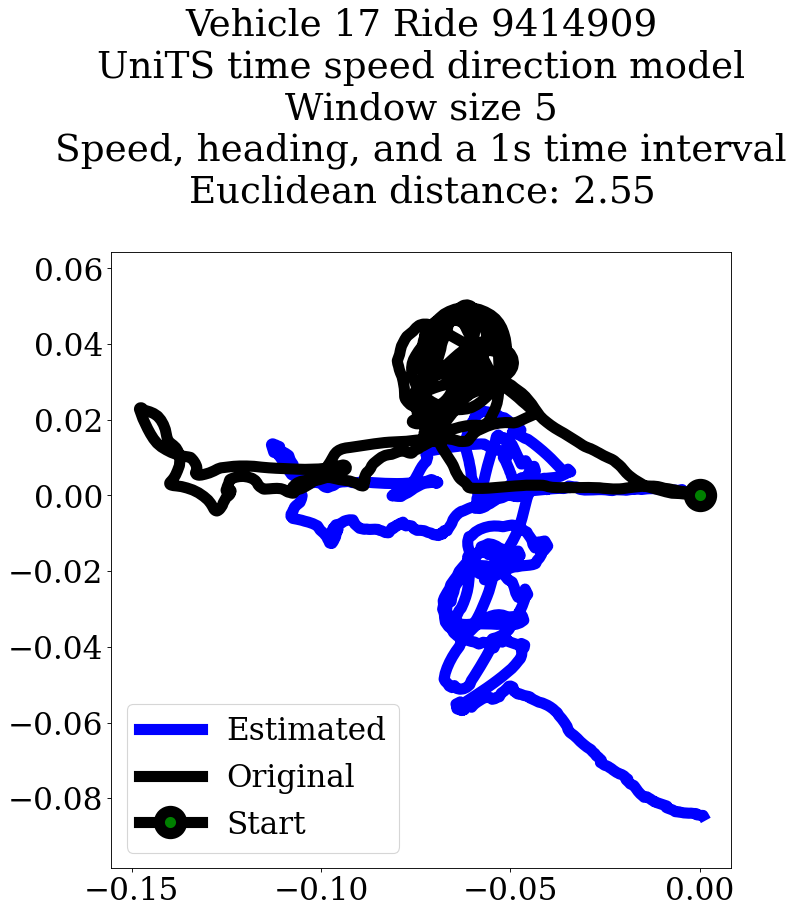 Vehicle 17 Ride 9414909
UniTS time speed direction model
Window size 5
Speed, heading, and a 1s time interval
Euclidean distance: 2.55
0.06
0.04
0.02
0.00
−0.02
−0.04
−0.06
−0.08
Estimated
Original
Start
−0.15
−0.10
−0.05
0.00